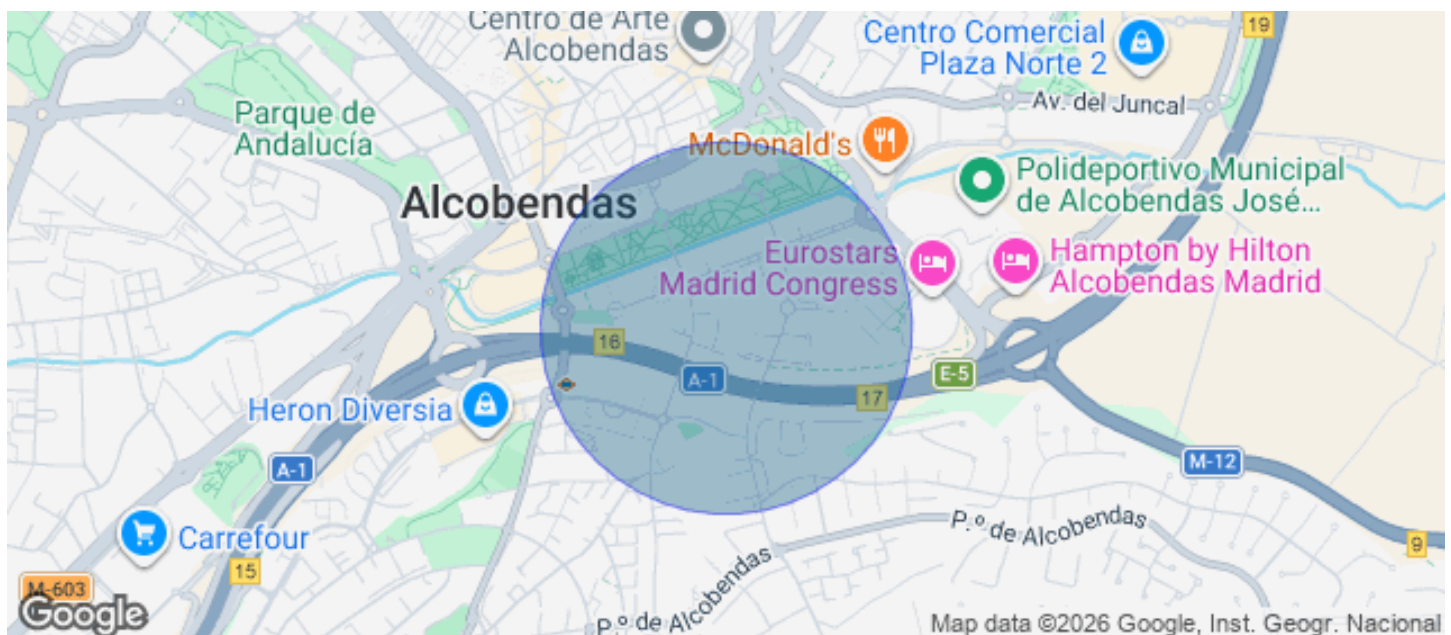 Centro de Arte
Alcobendas
19
Centro Comercial
Plaza Norte 2
Av. del Juncal
Parque de
Andalucía
McDonald's
Polideportivo Municipal
de Alcobendas José...
Alcobendas
Eurostars
Madrid Congress
Hampton by Hilton
Alcobendas Madrid
16
A-1
E-5
17
Heron Diversia
A-1
M-12
P.º de Alcobendas
Carrefour
9
15
M-603
Google
P.º de Alcobendas
Map data ©2026 Google, Inst. Geogr. Nacional